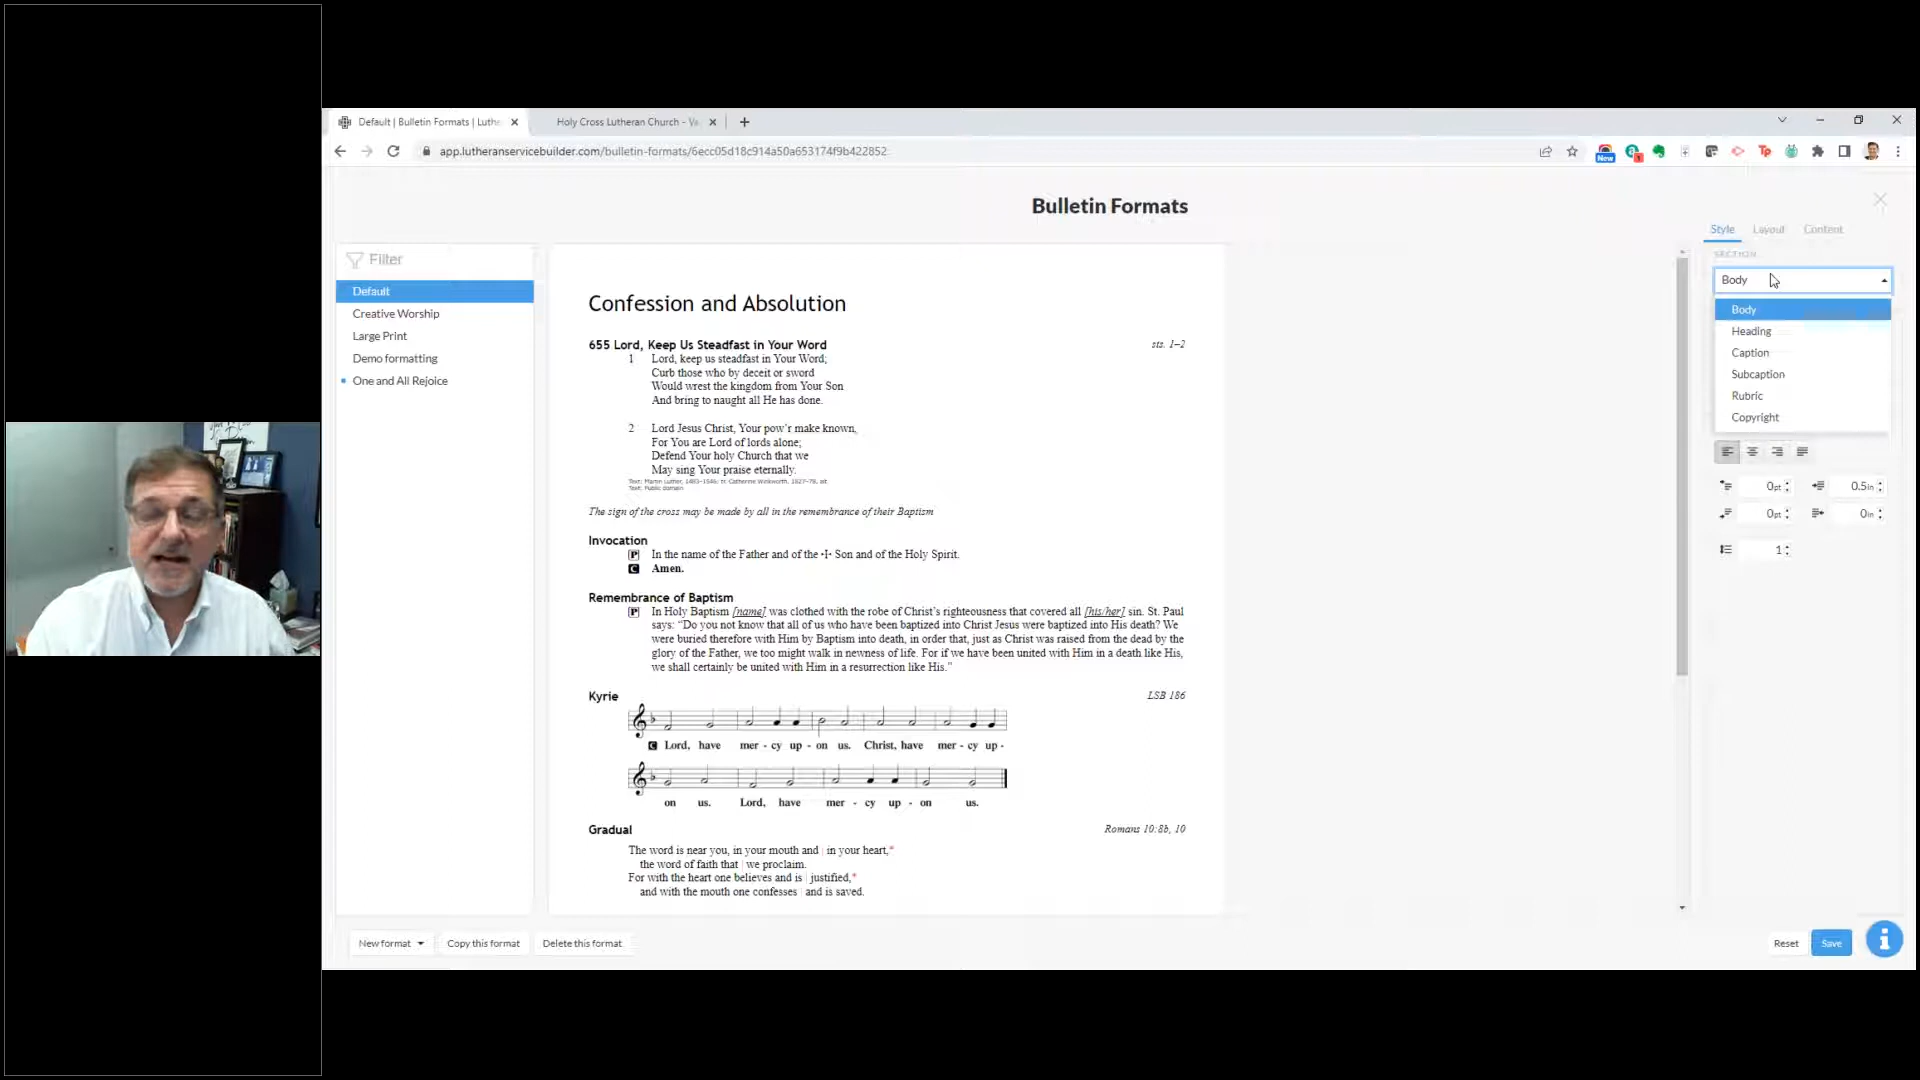 Default | Bulletin Formats | Luthe
Holy Cross Lutheran Church - Va
app.lutheranservicebuilder.com/bulletin-formats/6ecc05d18c914a50a653174f9b422852
New
1
Bulletin Formats
Filter
Default
Creative Worship
Large Print
Demo formatting
One and All Rejoice
Confession and Absolution
655 Lord, Keep Us Steadfast in Your Word sts. 1–2
1 Lord, keep us steadfast in Your Word;
Curb those who by deceit or sword
Would wrest the kingdom from Your Son
And bring to naught all He has done.
2 Lord Jesus Christ, Your pow’r make known,
For You are Lord of lords alone;
Defend Your holy Church that we
May sing Your praise eternally.
Text: Martin Luther, 1483–1546; tr. Catherine Winkworth, 1827–78, alt
Text: Public domain
The sign of the cross may be made by all in the remembrance of their Baptism
Invocation
P In the name of the Father and of the Son and of the Holy Spirit.
C Amen.
Remembrance of Baptism
P In Holy Baptism [name] was clothed with the robe of Christ’s righteousness that covered all [his/her] sin. St. Paul
says: “Do you not know that all of us who have been baptized into Christ Jesus were baptized into His death? We
were buried therefore with Him by Baptism into death, in order that, just as Christ was raised from the dead by the
glory of the Father, we too might walk in newness of life. For if we have been united with Him in a death like His,
we shall certainly be united with Him in a resurrection like His.”
Kyrie LSB 186
C Lord, have mer - cy up - on us. Christ, have mer - cy up -
on us. Lord, have mer - cy up - on us.
Gradual Romans 10:8b, 10
The word is near you, in your mouth and | in your heart,*
the word of faith that | we proclaim.
For with the heart one believes and is | justified,*
and with the mouth one confesses | and is saved.
Style Layout Content
SECTION
Body
Body
Heading
Caption
Subcaption
Rubric
Copyright
0pt 0.5in
0pt 0in
1
New format Copy this format Delete this format
Reset Save